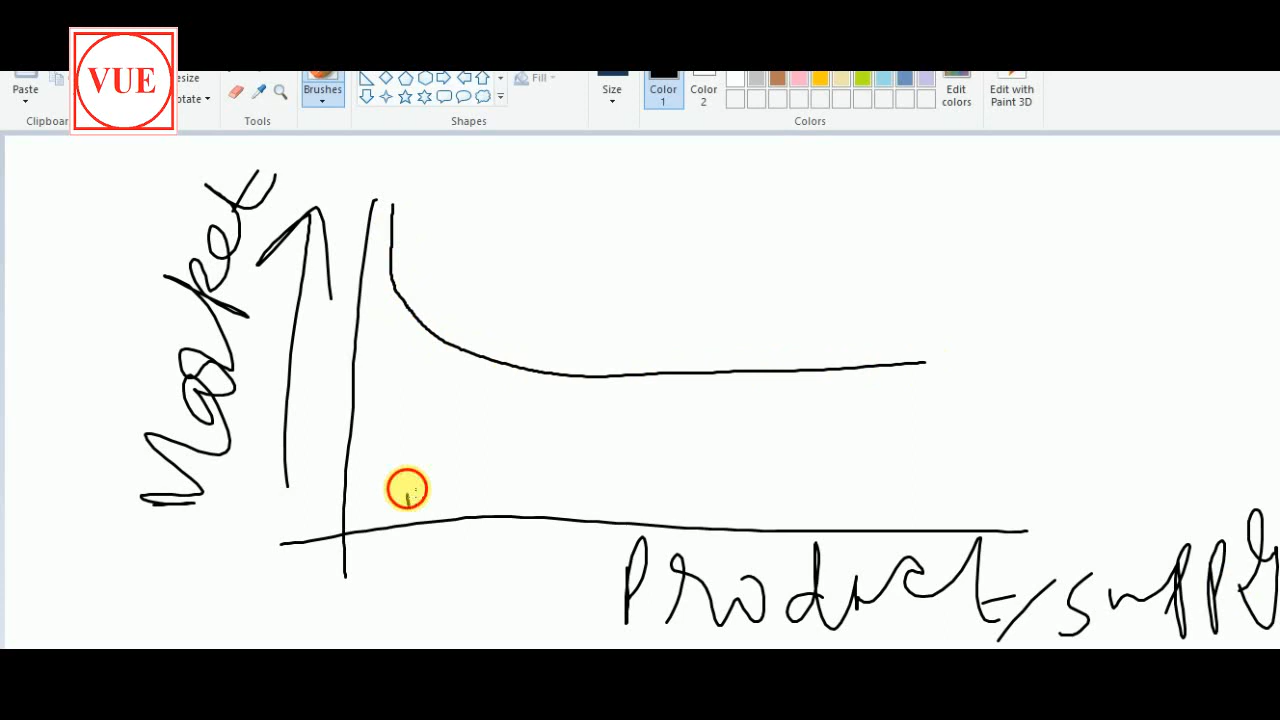 VUE
Paste
esize
otate
Brushes
Fill
Size
Color
1
Color
2
Edit
colors
Edit with
Paint 3D
Clipboar
Tools
Shapes
Colors
Market
Product/supply